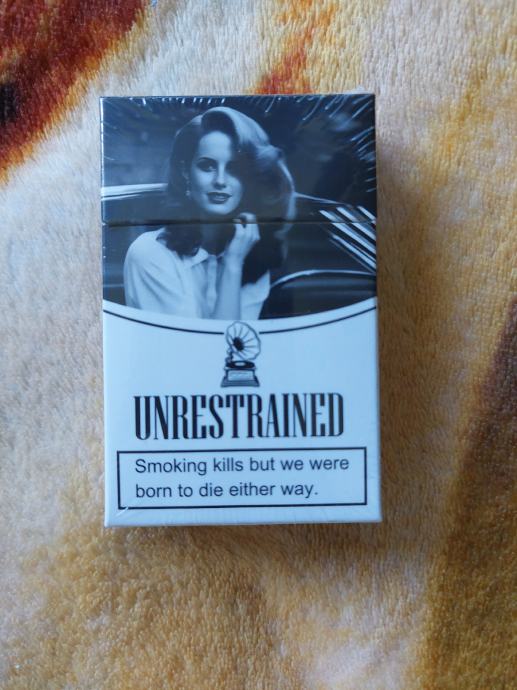 UNRESTRAINED
Smoking kills but we were
born to die either way.